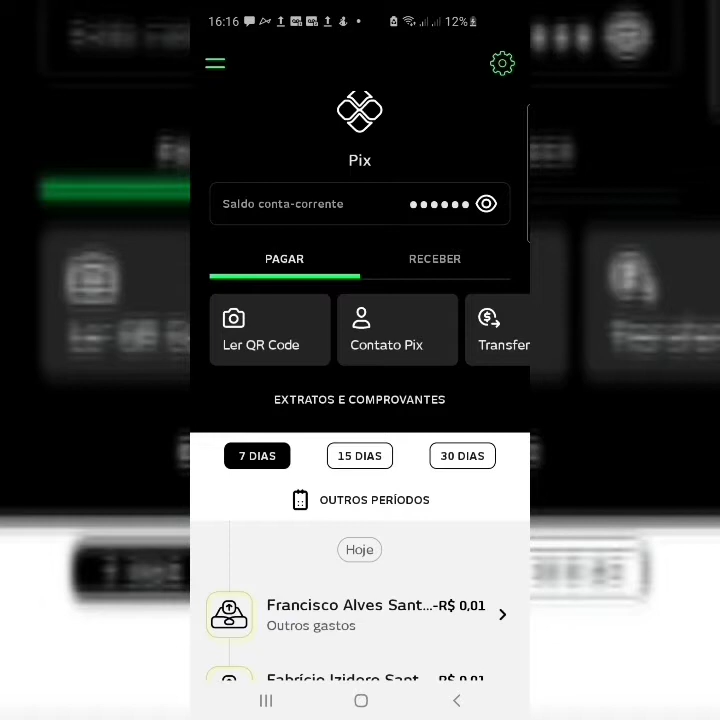 16:16
12%
Pix
Saldo conta-corrente
PAGAR
RECEBER
Ler QR Code
Contato Pix
Transfer
EXTRATOS E COMPROVANTES
7 DIAS
15 DIAS
30 DIAS
OUTROS PERÍODOS
Hoje
Francisco Alves Sant...-R$ 0,01
Outros gastos
Fabrício Izidoro Sant... -R$ 0,01